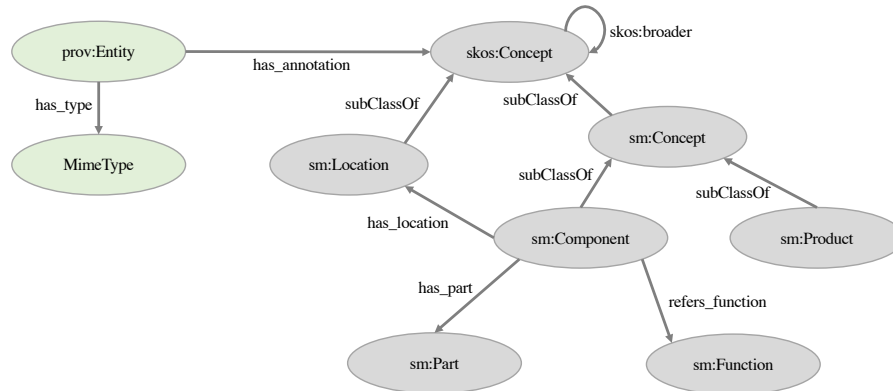 skos:broader
prov:Entity
skos:Concept
has_annotation
has_type
subClassOf
subClassOf
MimeType
sm:Location
sm:Concept
subClassOf
subClassOf
has_location
sm:Component
sm:Product
has_part
refers_function
sm:Part
sm:Function